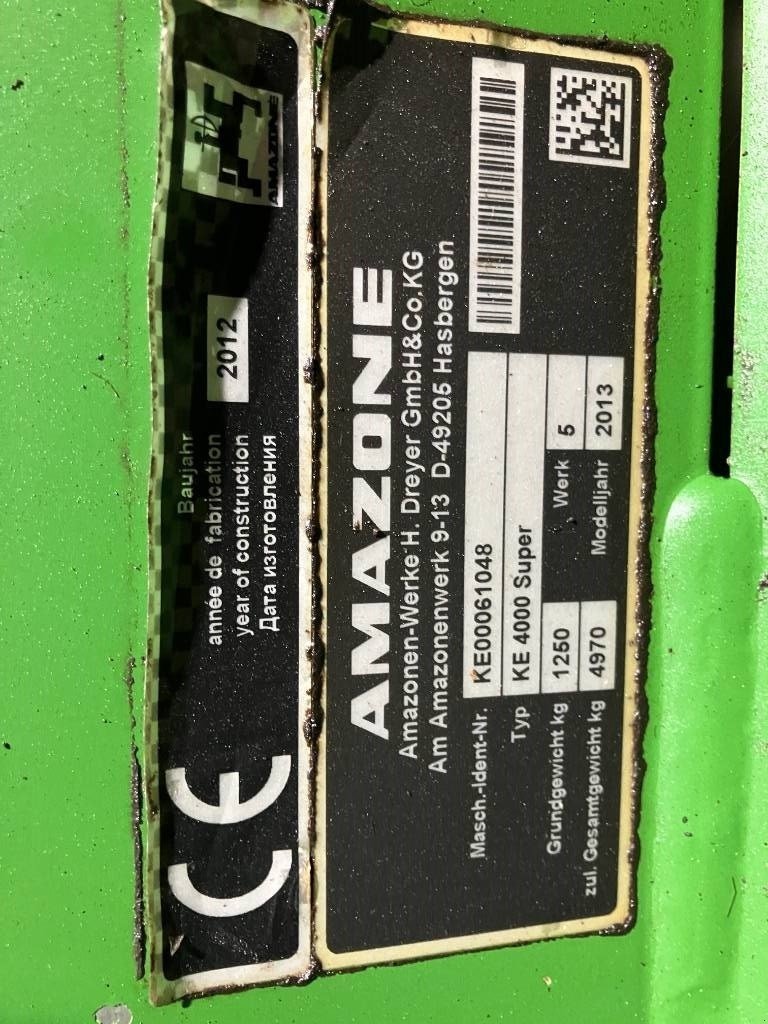 AMAZONE
Baujahr
année de fabrication
year of construction
Дата изготовления
2012
CE
AMAZONE
Amazonen-Werke H. Dreyer GmbH&Co.KG
Am Amazonenwerk 9-13 D-49205 Hasbergen
Masch.-Ident-Nr. KE00061048
Typ KE 4000 Super
Grundgewicht kg 1250 Werk 5
zul. Gesamtgewicht kg 4970 Modelljahr 2013